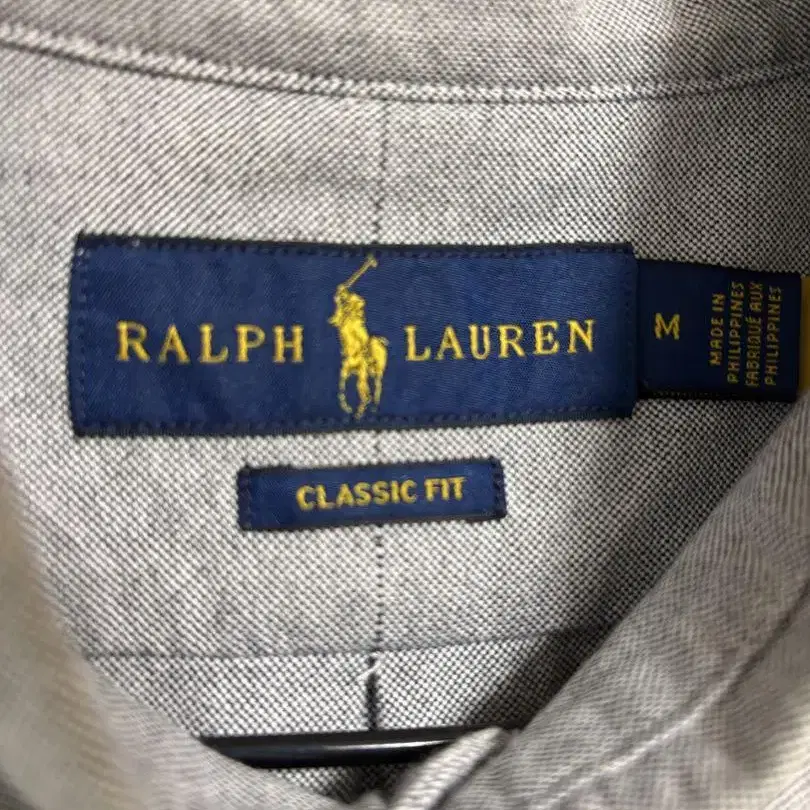 RALPH LAUREN
M
MADE IN
PHILIPPINES
FABRIQUÉ AUX
PHILIPPINES
CLASSIC FIT